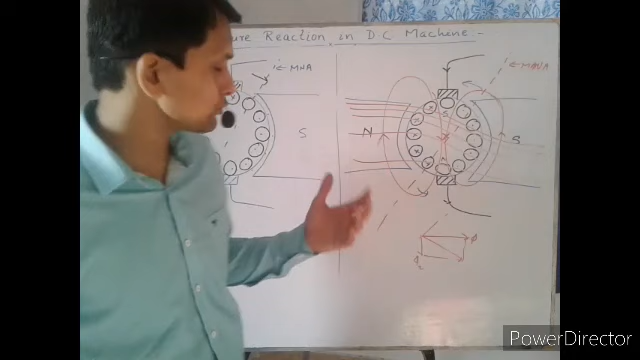 ure Reaction in D.C Machine -
MNA
MNA
S
N
S
S
N
φ
PowerDirector